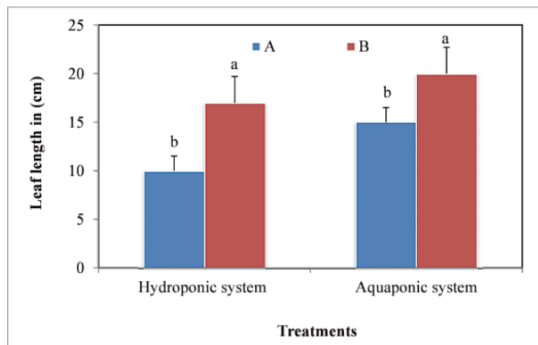 25
A B
a
a
20
b
15
b
10
5
0
Hydroponic system Aquaponic system
Leaf length in (cm)
Treatments